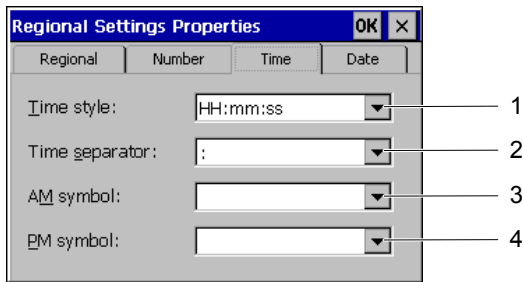 Regional Settings Properties OK ×
Regional Number Time Date
Time style: HH:mm:ss 1
Time separator: : 2
AM symbol: 3
PM symbol: 4